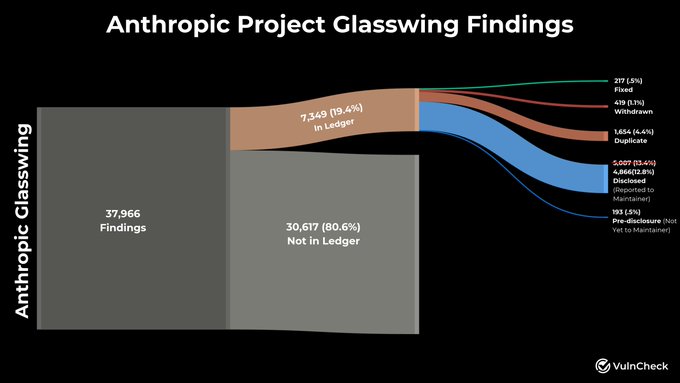 Anthropic Project Glasswing Findings
Anthropic Glasswing
37,966
Findings
7,349 (19.4%)
In Ledger
30,617 (80.6%)
Not in Ledger
217 (.5%)
Fixed
419 (1.1%)
Withdrawn
1,654 (4.4%)
Duplicate
5,087 (13.4%)
4,866(12.8%)
Disclosed
(Reported to
Maintainer)
193 (.5%)
Pre-disclosure (Not
Yet to Maintainer)
VulnCheck